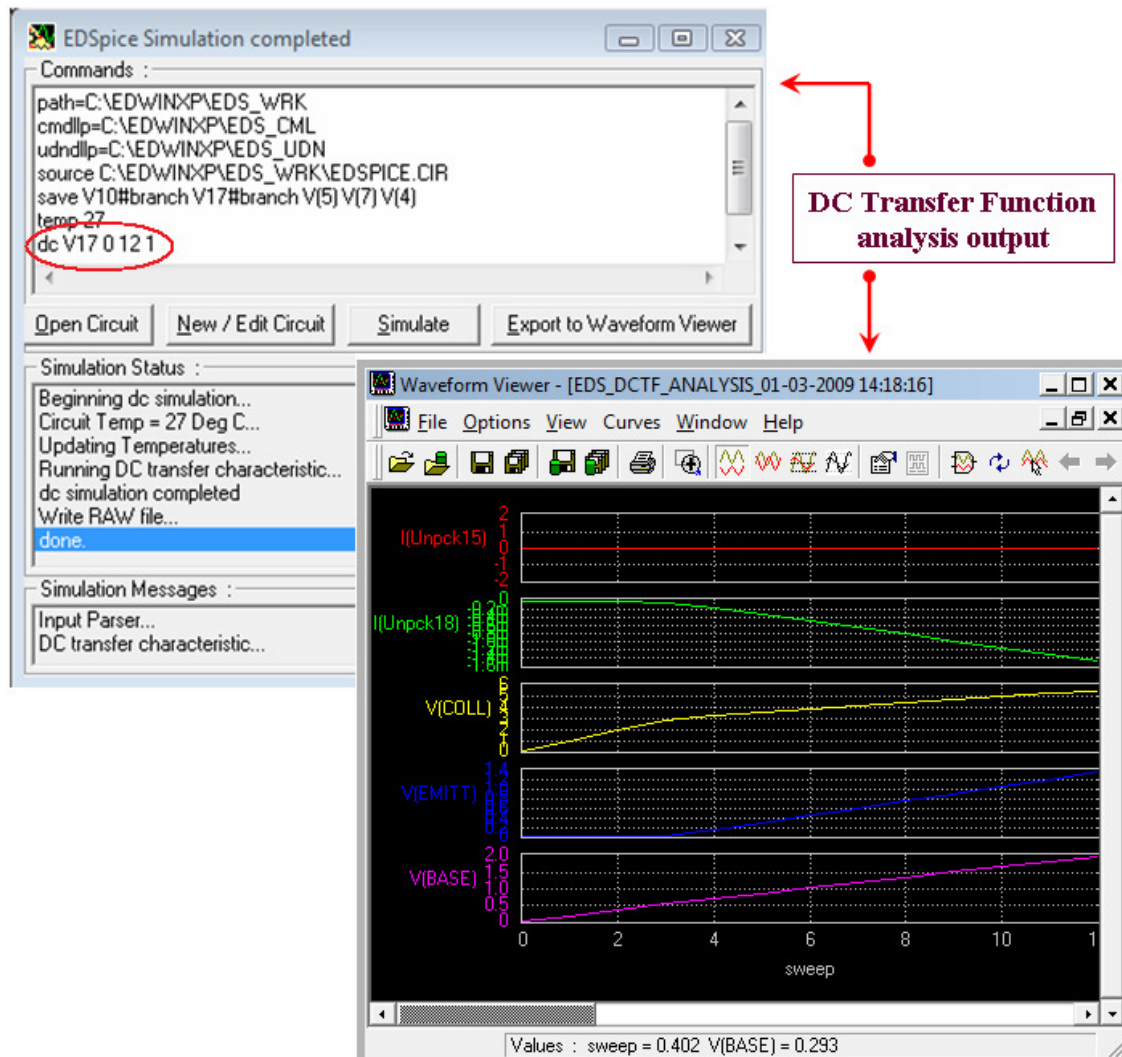 EDSpice Simulation completed
Commands :
path=C:\EDWINXP\EDS_WRK
cmdllp=C:\EDWINXP\EDS_CML
udndllp=C:\EDWINXP\EDS_UDN
source C:\EDWINXP\EDS_WRK\EDSPICE.CIR
save V10#branch V17#branch V(5) V(7) V(4)
temp 27
dc V17 0 12 1
DC Transfer Function
analysis output
Open Circuit New / Edit Circuit Simulate Export to Waveform Viewer
Simulation Status :
Beginning dc simulation...
Circuit Temp = 27 Deg C...
Updating Temperatures...
Running DC transfer characteristic...
dc simulation completed
Write RAW file...
done.
Simulation Messages :
Input Parser...
DC transfer characteristic...
Waveform Viewer - [EDS_DCTF_ANALYSIS_01-03-2009 14:18:16]
File Options View Curves Window Help
2
1
I(Unpck15) 0
-1
-2
I(Unpck18)
V(COLL)
V(EMITT)
1.4
2.0
1.5
V(BASE) 1.0
0.5
0
0 2 4 6 8 10 1
sweep
Values : sweep = 0.402 V(BASE) = 0.293